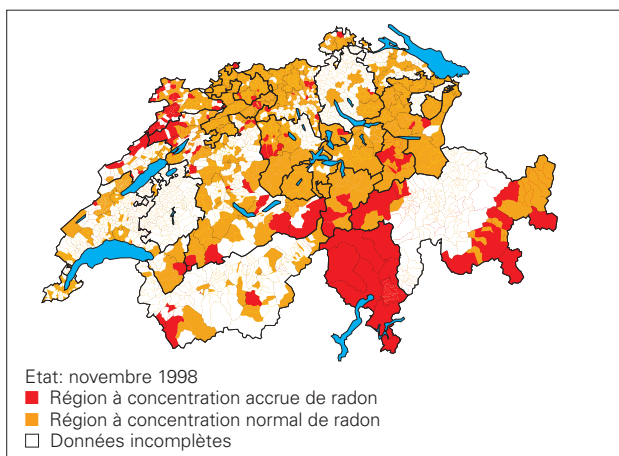 Etat: novembre 1998
Région à concentration accrue de radon
Région à concentration normal de radon
Données incomplètes